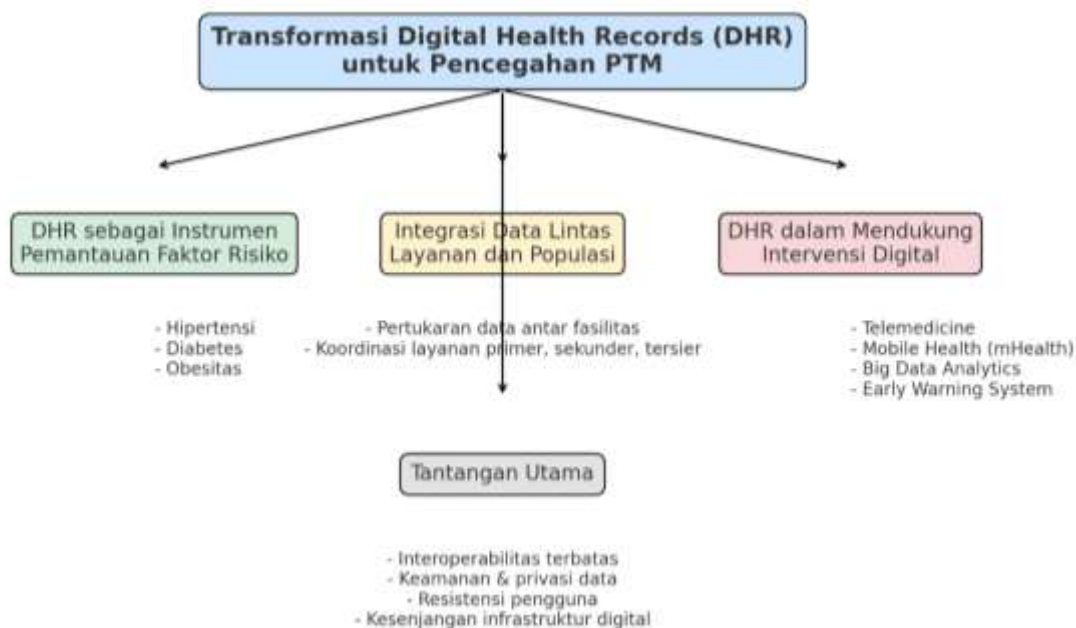 Transformasi Digital Health Records (DHR)
untuk Pencegahan PTM
DHR sebagai Instrumen
Pemantauan Faktor Risiko
- Hipertensi
- Diabetes
- Obesitas
Integrasi Data Lintas
Layanan dan Populasi
- Pertukaran data antar fasilitas
- Koordinasi layanan primer, sekunder, tersier
DHR dalam Mendukung
Intervensi Digital
- Telemedicine
- Mobile Health (mHealth)
- Big Data Analytics
- Early Warning System
Tantangan Utama
- Interoperabilitas terbatas
- Keamanan & privasi data
- Resistensi pengguna
- Kesenjangan infrastruktur digital